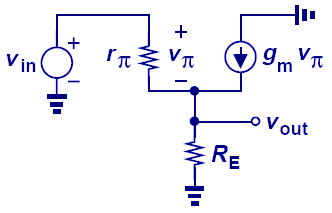 +
+
v_in
r_π
v_π
g_m v_π
−
−
v_out
R_E